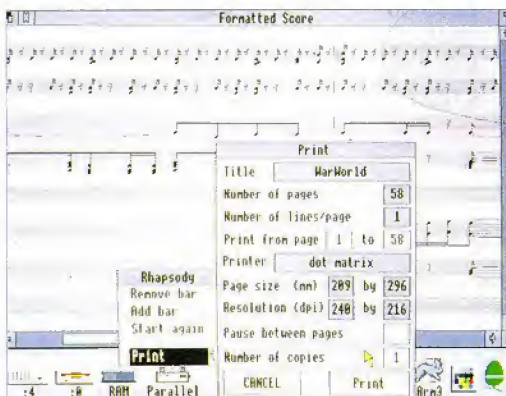 Formatted Score
Print
Title WarWorld
Number of pages 58
Number of lines/page 1
Print from page 1 to 58
Printer dot matrix
Page size (mm) 209 by 296
Resolution (dpi) 240 by 216
Pause between pages
Number of copies 1
CANCEL Print
Rhapsody
Remove bar
Add bar
Start again
Print
:4 :0 RAM Parallel Arm3